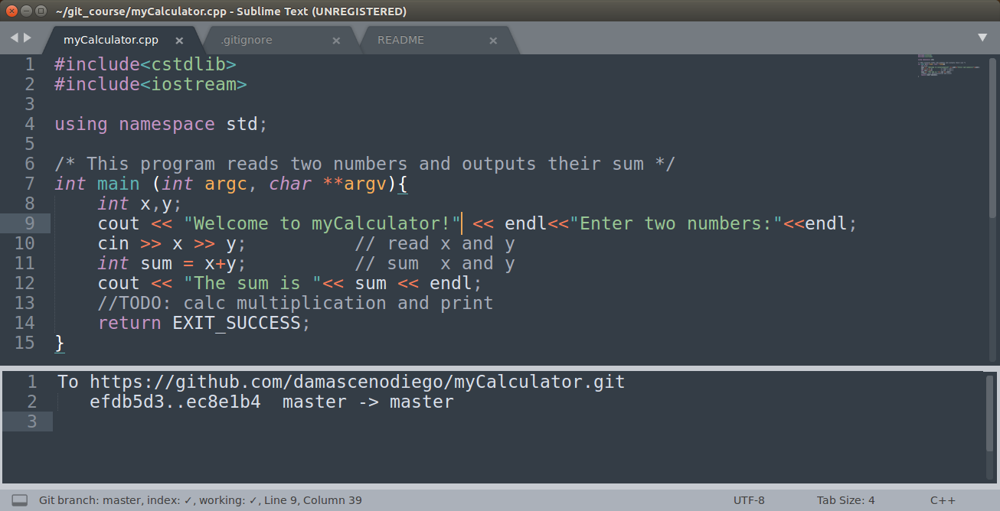 ~/git_course/myCalculator.cpp - Sublime Text (UNREGISTERED)
myCalculator.cpp × .gitignore × README ×
1 #include<cstdlib>
2 #include<iostream>
3
4 using namespace std;
5
6 /* This program reads two numbers and outputs their sum */
7 int main (int argc, char **argv){
8     int x,y;
9     cout << "Welcome to myCalculator!" << endl<<"Enter two numbers:"<<endl;
10     cin >> x >> y;          // read x and y
11     int sum = x+y;          // sum  x and y
12     cout << "The sum is "<< sum << endl;
13     //TODO: calc multiplication and print
14     return EXIT_SUCCESS;
15 }
1 To https://github.com/damascenodiego/myCalculator.git
2    efdb5d3..ec8e1b4  master -> master
3
Git branch: master, index: ✓, working: ✓, Line 9, Column 39 UTF-8 Tab Size: 4 C++